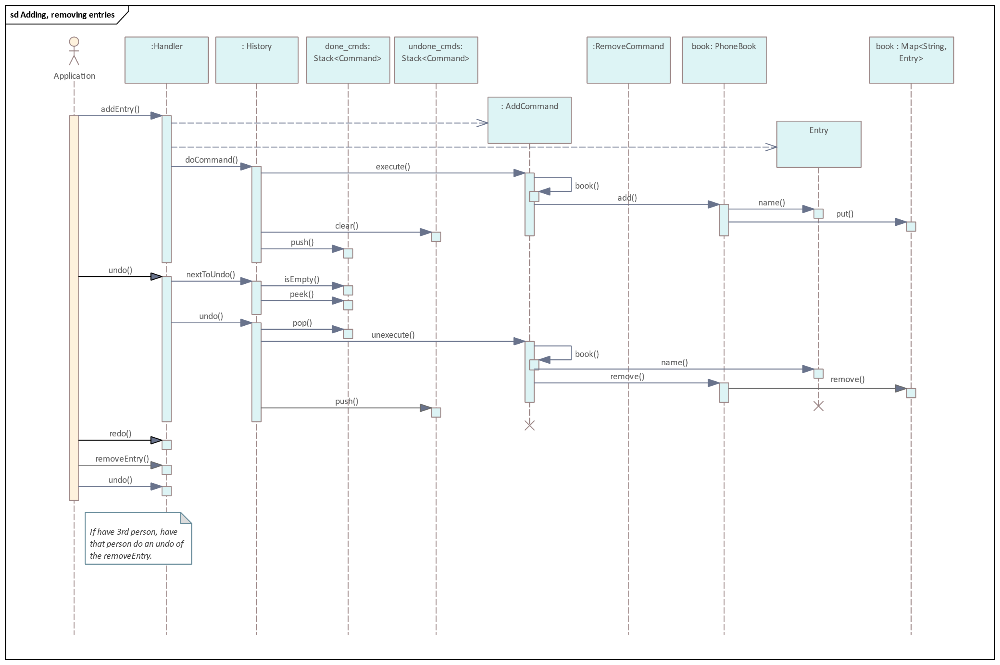 sd Adding, removing entries
Application
:Handler
: History
done_cmds:
Stack<Command>
undone_cmds:
Stack<Command>
: AddCommand
:RemoveCommand
book: PhoneBook
Entry
book : Map<String,
Entry>
addEntry()
doCommand()
execute()
book()
add()
name()
put()
clear()
push()
undo()
nextToUndo()
isEmpty()
peek()
undo()
pop()
unexecute()
book()
name()
remove()
remove()
push()
redo()
removeEntry()
undo()
If have 3rd person, have
that person do an undo of
the removeEntry.